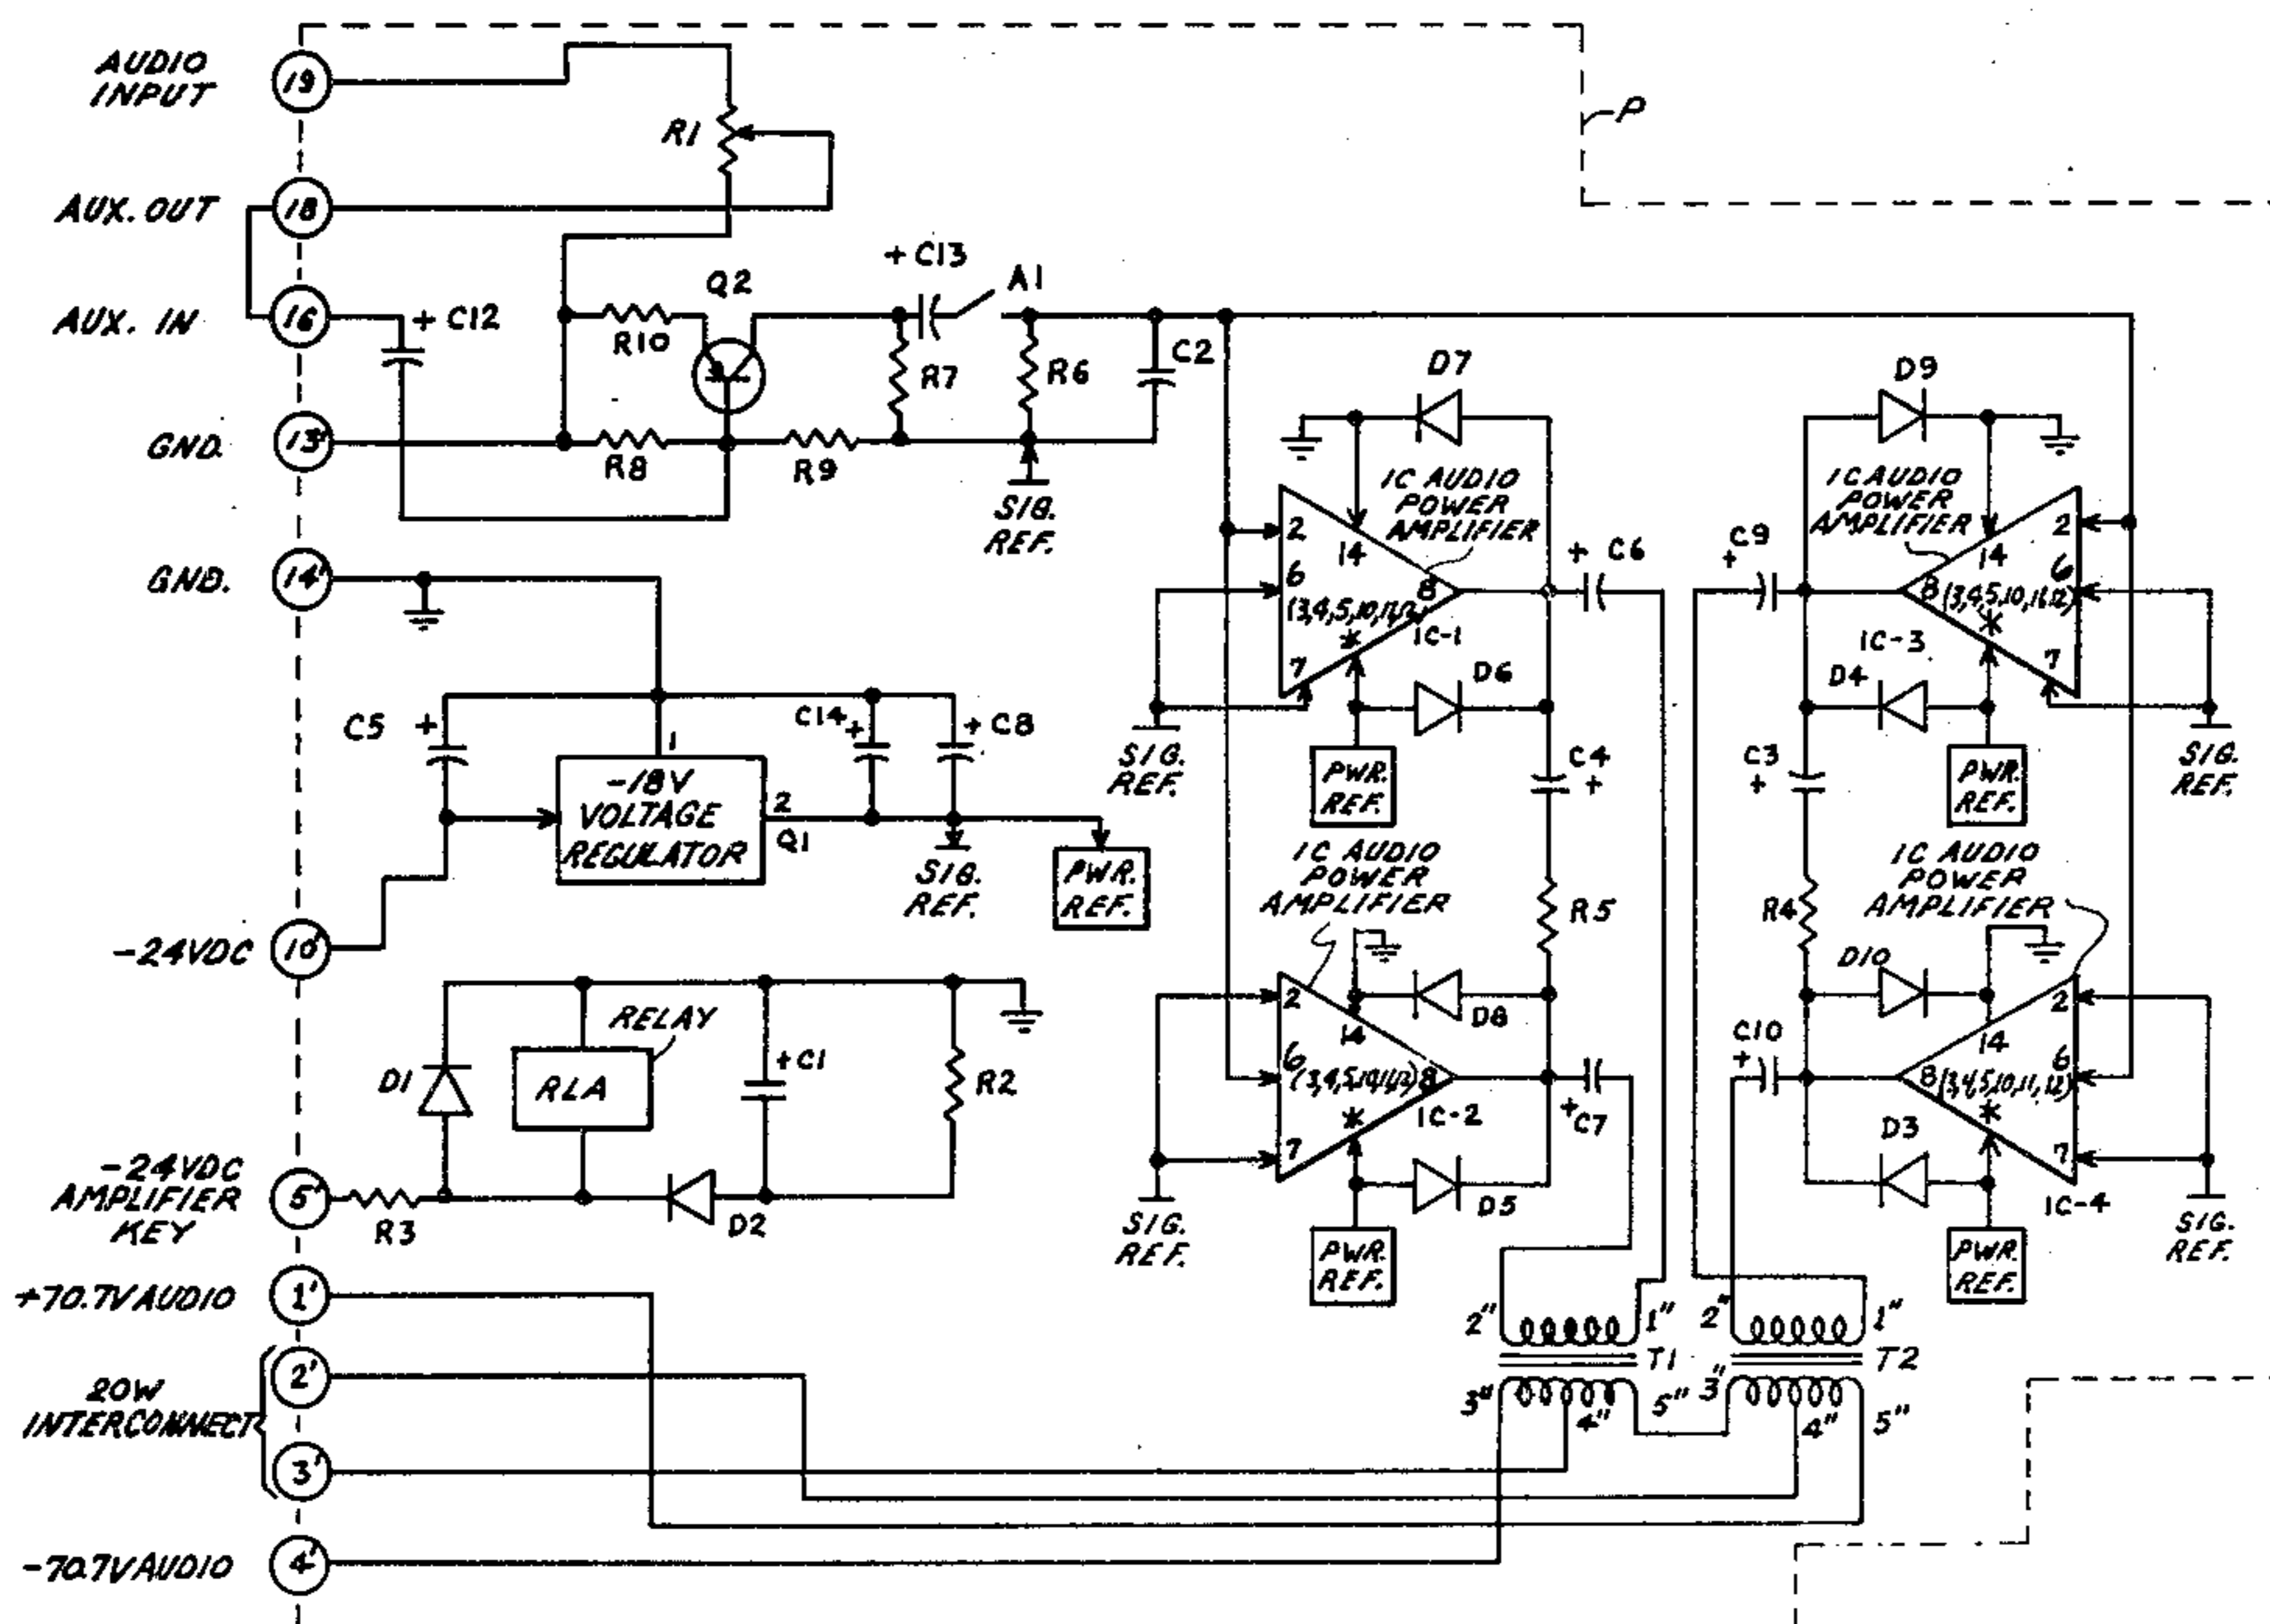 AUDIO
INPUT
19
R1
P
AUX. OUT
18
AUX. IN
16
+ C12
Q2
R10
+ C13
A1
R7
R6
C2
GND.
13'
R8
R9
SIG.
REF.
D7
D9
IC AUDIO
POWER
AMPLIFIER
2
14
6
8
(3,4,5,10,11,12)
*
IC-1
7
+ C6
D6
SIG.
REF.
PWR.
REF.
C4
+
IC AUDIO
POWER
AMPLIFIER
C9
+
2
14
6
8
(3,4,5,10,11,12)
*
IC-3
7
D4
C3
+
PWR.
REF.
SIG.
REF.
GND.
14'
C5
+
1
-18V
VOLTAGE
REGULATOR
2
Q1
C14
+
+ C8
SIG.
REF.
PWR.
REF.
-24VDC
10'
IC AUDIO
POWER
AMPLIFIER
R5
2
14
D8
6
(3,4,5,10,11,12)
8
*
IC-2
7
+C7
D5
SIG.
REF.
PWR.
REF.
IC AUDIO
POWER
AMPLIFIER
R4
D10
C10
+
2
14
6
8
(3,4,5,10,11,12)
*
D3
7
IC-4
PWR.
REF.
SIG.
REF.
RELAY
D1
RLA
+C1
R2
-24VDC
AMPLIFIER
KEY
5'
R3
D2
+70.7V AUDIO
1'
20W
INTERCONNECT
2'
3'
-70.7V AUDIO
4'
2"
1"
T1
3"
4"
5"
2"
1"
T2
3"
4"
5"